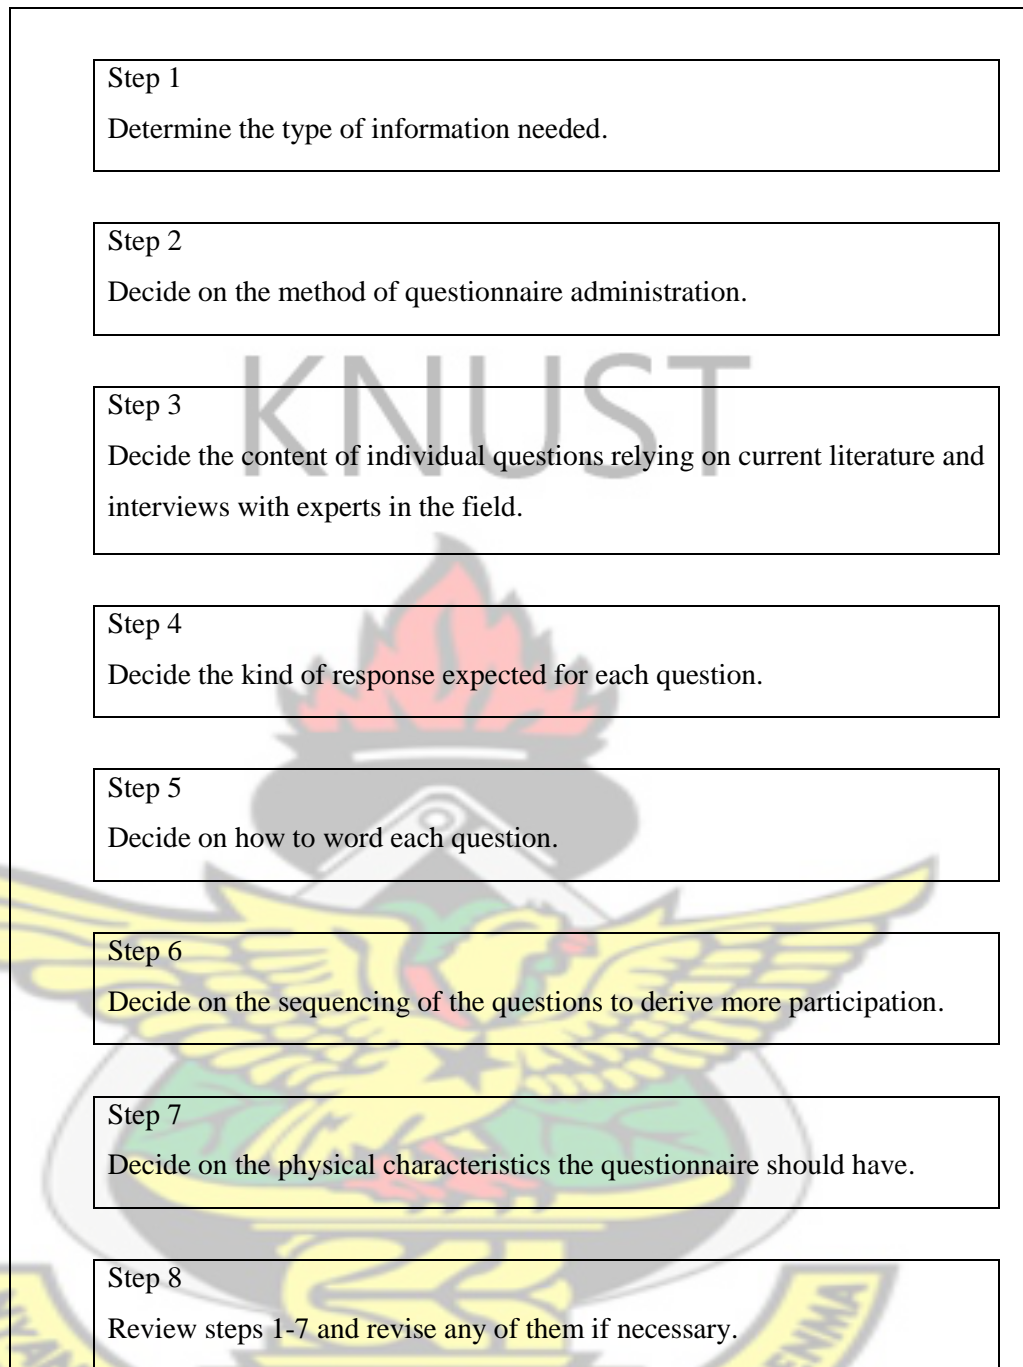 Step 1
Determine the type of information needed.
Step 2
Decide on the method of questionnaire administration.
KNUST
Step 3
Decide the content of individual questions relying on current literature and
interviews with experts in the field.
Step 4
Decide the kind of response expected for each question.
Step 5
Decide on how to word each question.
Step 6
Decide on the sequencing of the questions to derive more participation.
Step 7
Decide on the physical characteristics the questionnaire should have.
Step 8
Review steps 1-7 and revise any of them if necessary.